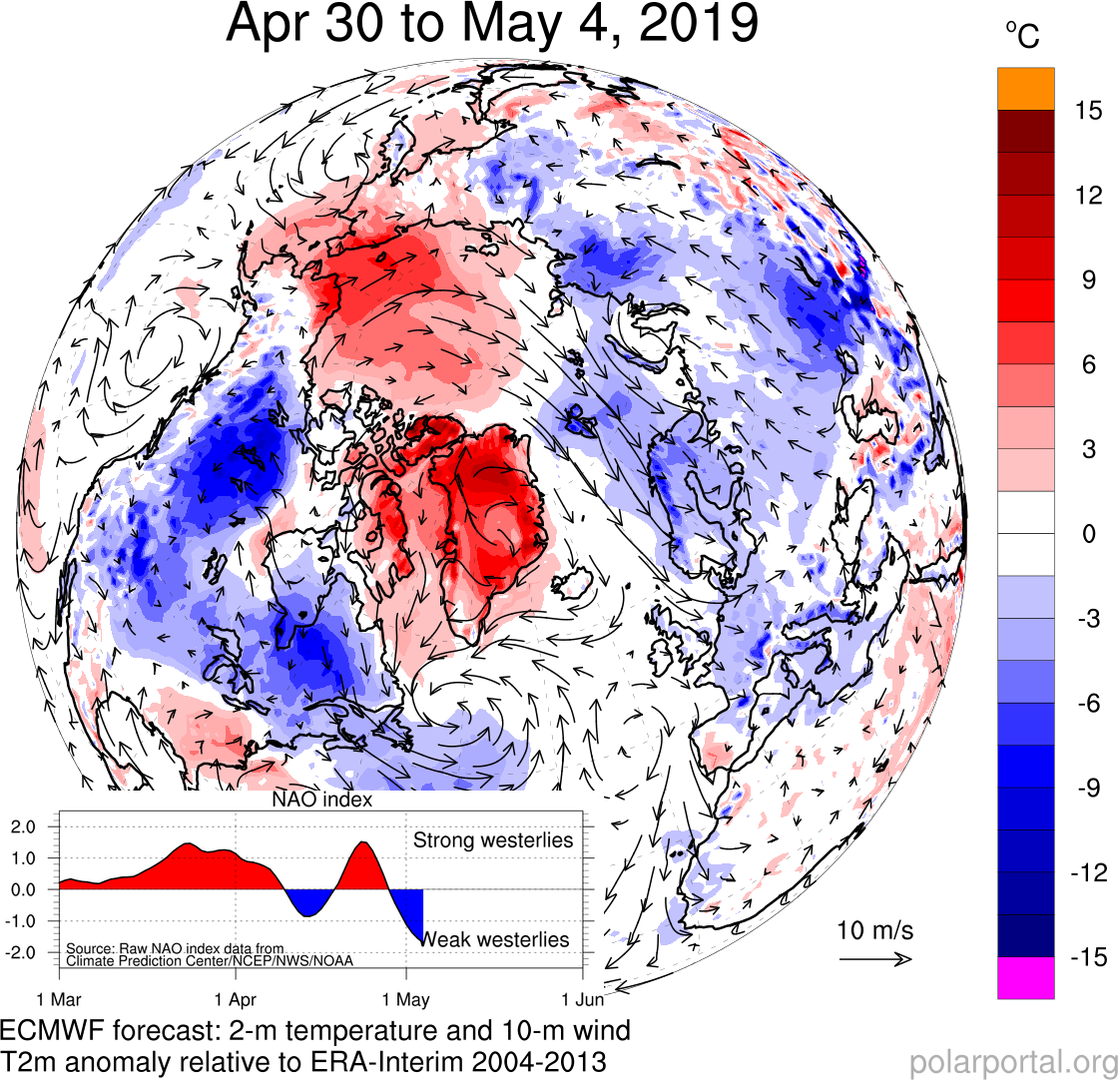 Apr 30 to May 4, 2019
°C
15
12
9
6
3
0
-3
-6
-9
-12
-15
10 m/s
NAO index
2.0
1.0
0.0
-1.0
-2.0
Strong westerlies
Weak westerlies
Source: Raw NAO index data from
Climate Prediction Center/NCEP/NWS/NOAA
1 Mar
1 Apr
1 May
1 Jun
ECMWF forecast: 2-m temperature and 10-m wind
T2m anomaly relative to ERA-Interim 2004-2013
polarportal.org